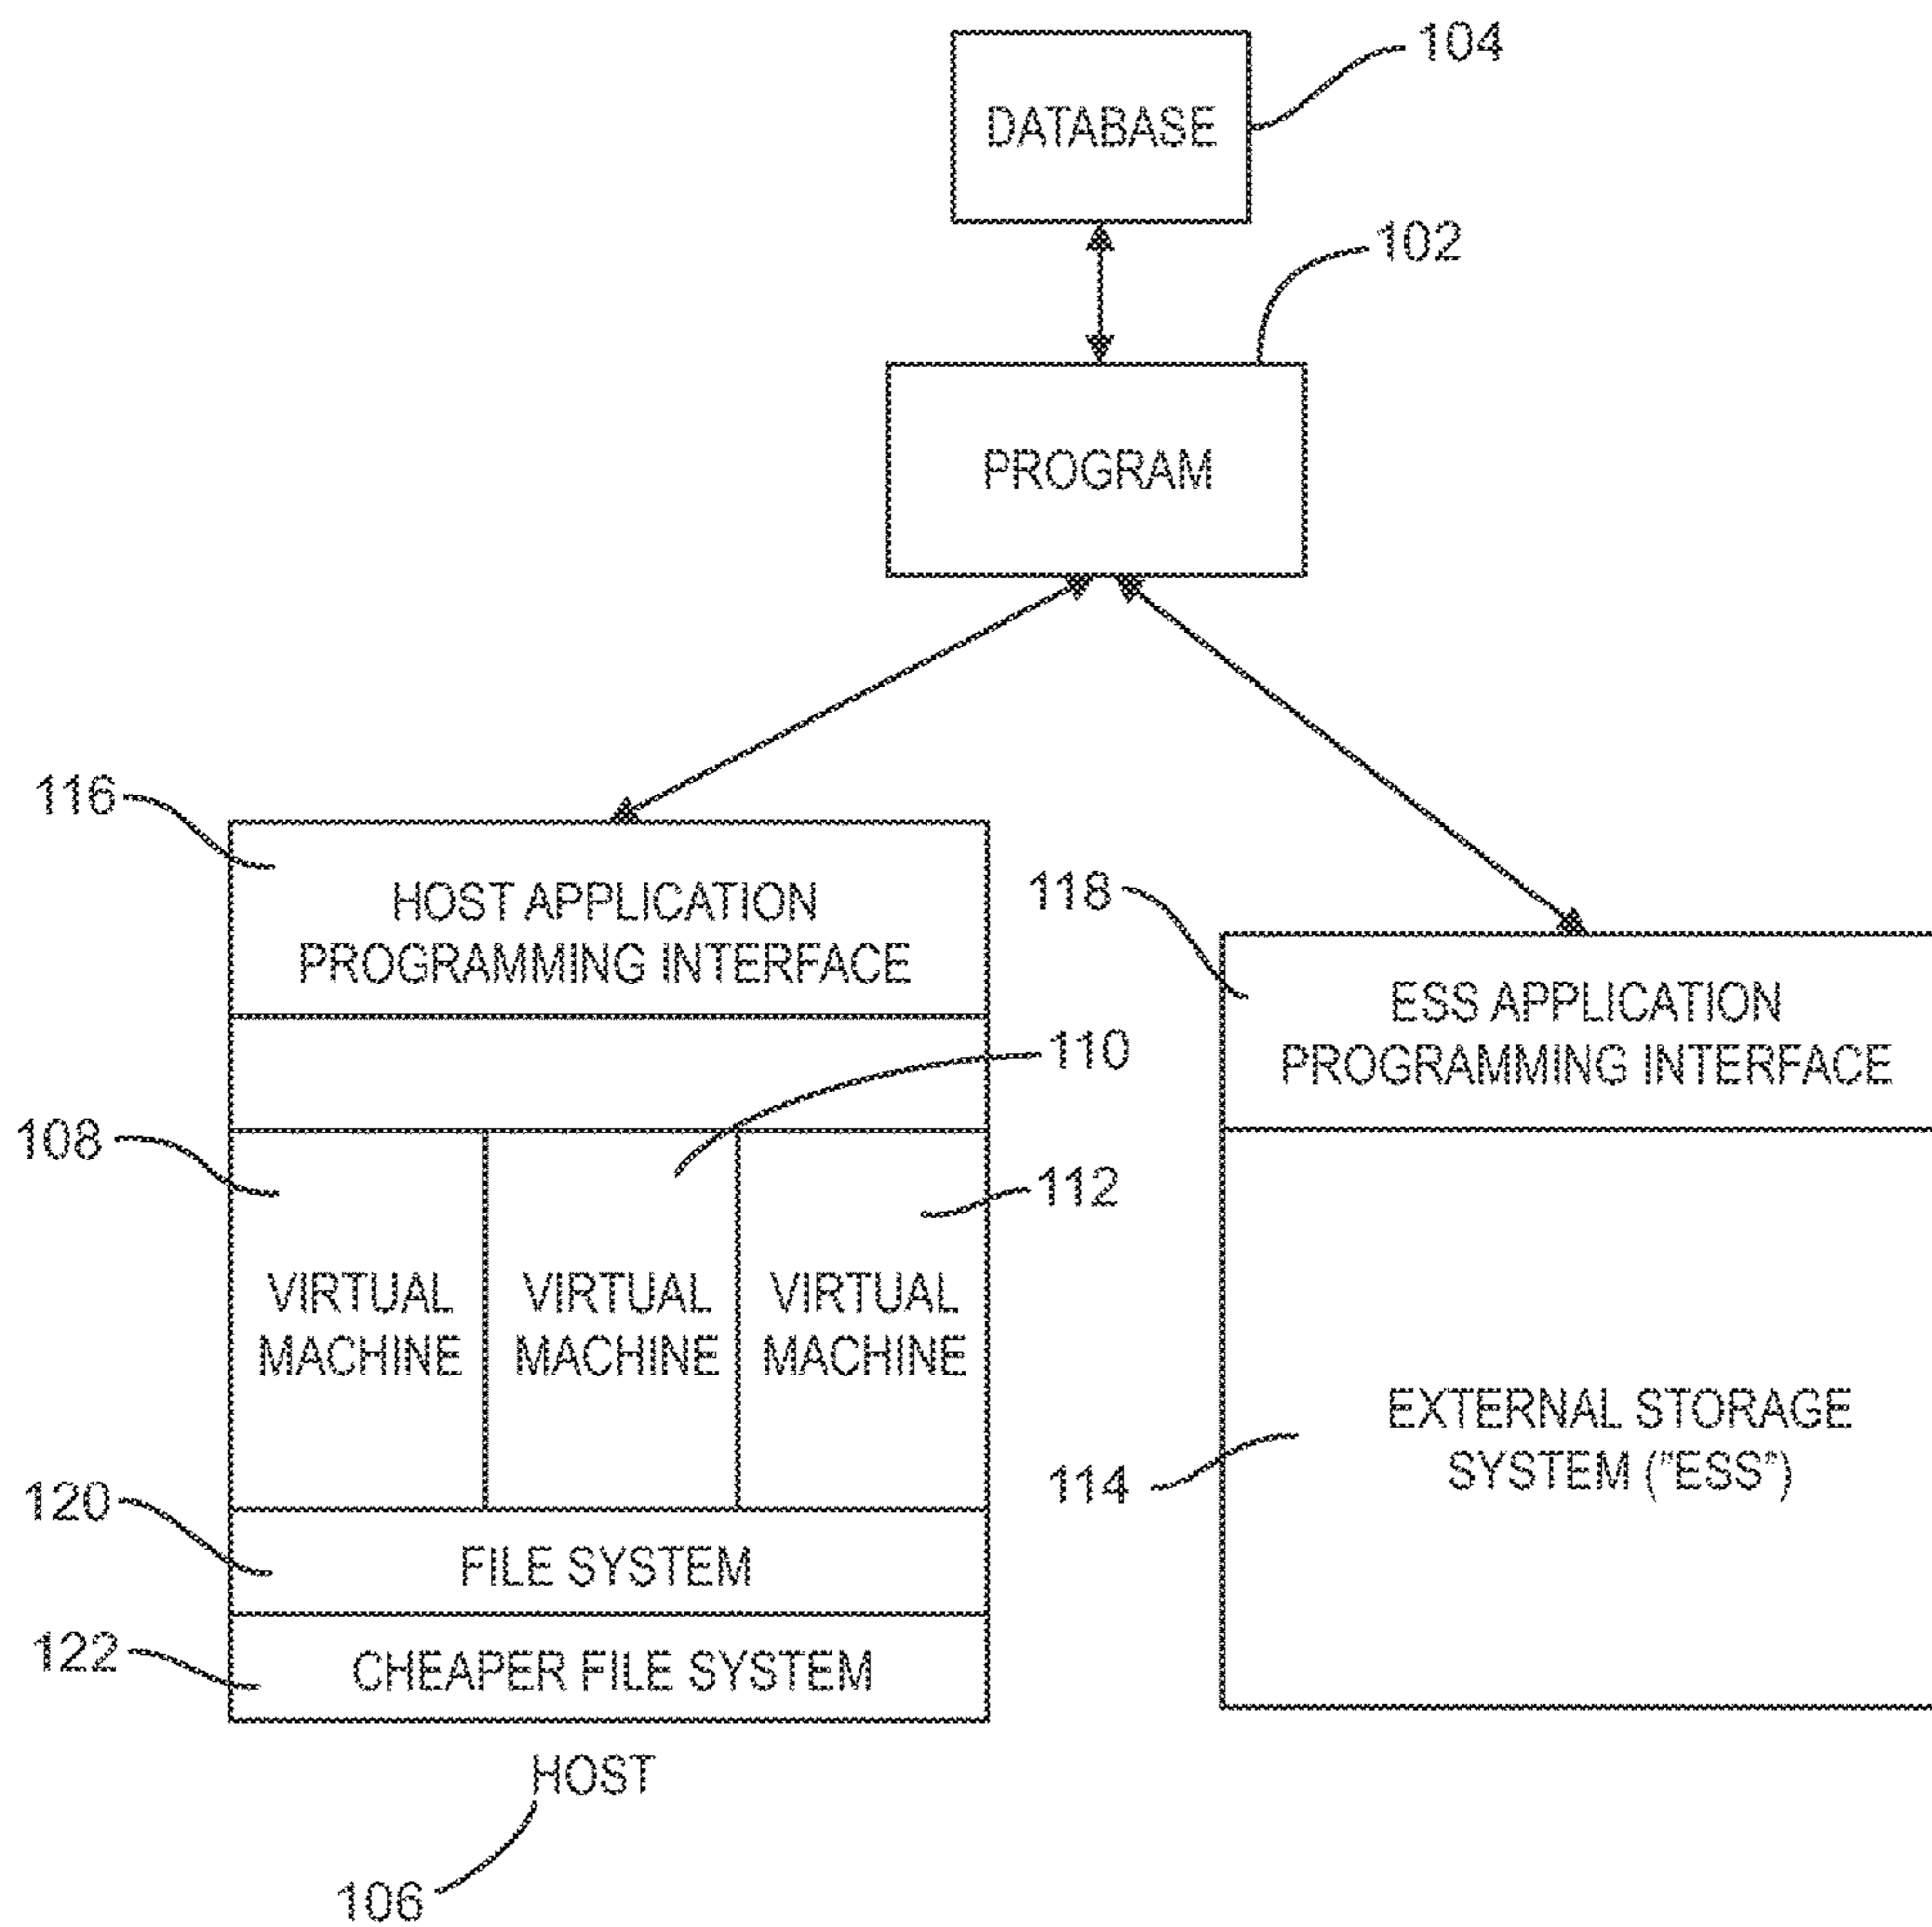 104
DATABASE
102
PROGRAM
116
HOST APPLICATION
PROGRAMMING INTERFACE
118
ESS APPLICATION
PROGRAMMING INTERFACE
110
108
112
VIRTUAL
MACHINE
VIRTUAL
MACHINE
VIRTUAL
MACHINE
EXTERNAL STORAGE
SYSTEM ("ESS")
114
120
FILE SYSTEM
122
CHEAPER FILE SYSTEM
HOST
106